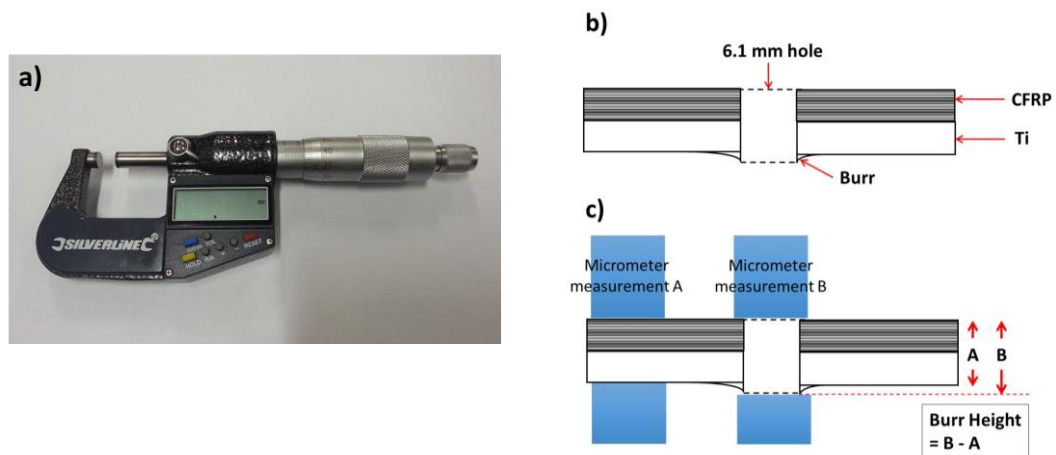 a)
SILVERLINE
HOLD
RESET
b)
6.1 mm hole
CFRP
Ti
Burr
c)
Micrometer
measurement A
Micrometer
measurement B
A
B
Burr Height
= B - A